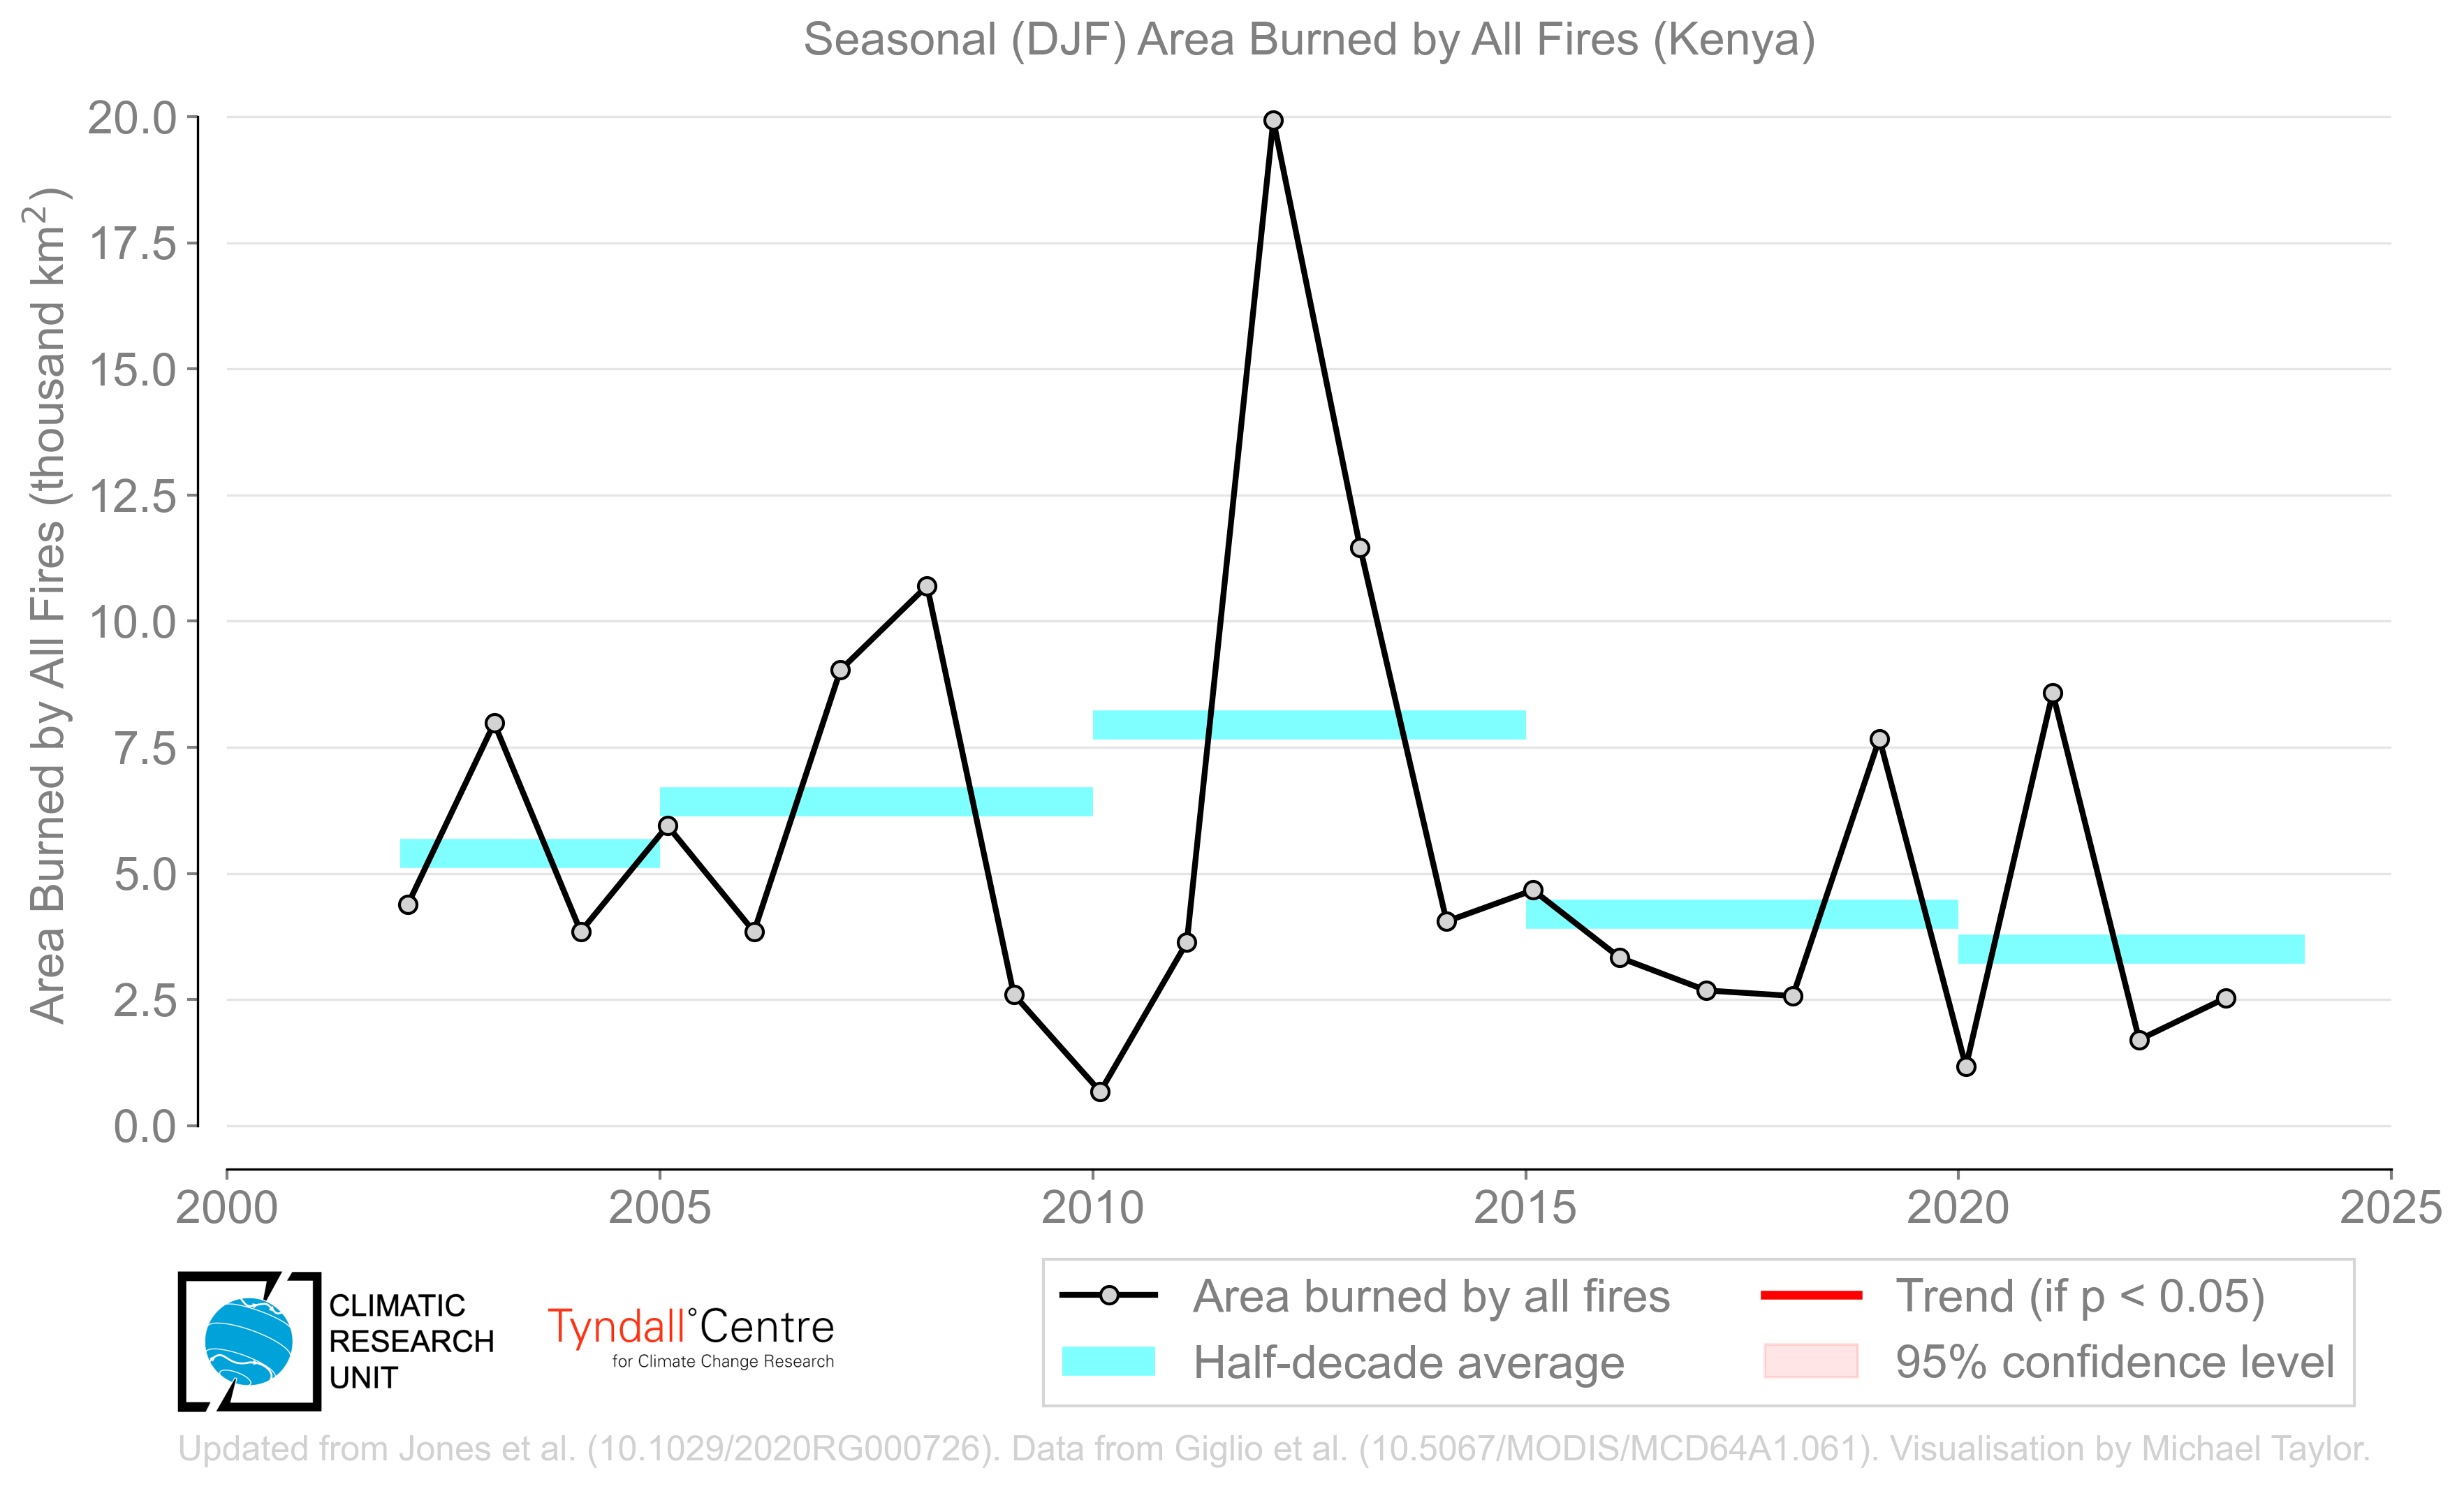 Seasonal (DJF) Area Burned by All Fires (Kenya)
Area Burned by All Fires (thousand km²)
20.0
17.5
15.0
12.5
10.0
7.5
5.0
2.5
0.0
2000 2005 2010 2015 2020 2025
CLIMATIC
RESEARCH
UNIT
Tyndall°Centre
for Climate Change Research
Area burned by all fires
Half-decade average
Trend (if p < 0.05)
95% confidence level
Updated from Jones et al. (10.1029/2020RG000726). Data from Giglio et al. (10.5067/MODIS/MCD64A1.061). Visualisation by Michael Taylor.